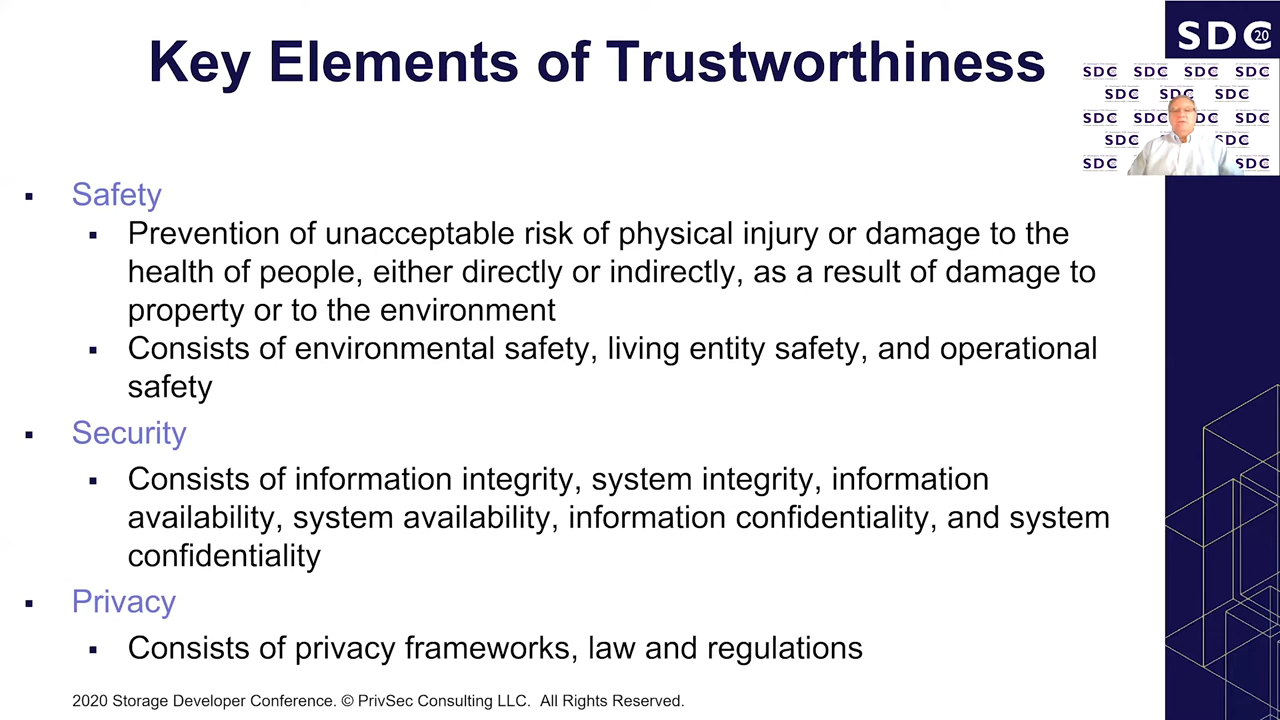 Key Elements of Trustworthiness
SDC 20
SDC SDC SDC SDC
SDC SDC SDC
SDC SDC DC SDC
SDC SDC
SDC SDC
▪ Safety
▪ Prevention of unacceptable risk of physical injury or damage to the
health of people, either directly or indirectly, as a result of damage to
property or to the environment
▪ Consists of environmental safety, living entity safety, and operational
safety
▪ Security
▪ Consists of information integrity, system integrity, information
availability, system availability, information confidentiality, and system
confidentiality
▪ Privacy
▪ Consists of privacy frameworks, law and regulations
2020 Storage Developer Conference. © PrivSec Consulting LLC. All Rights Reserved.